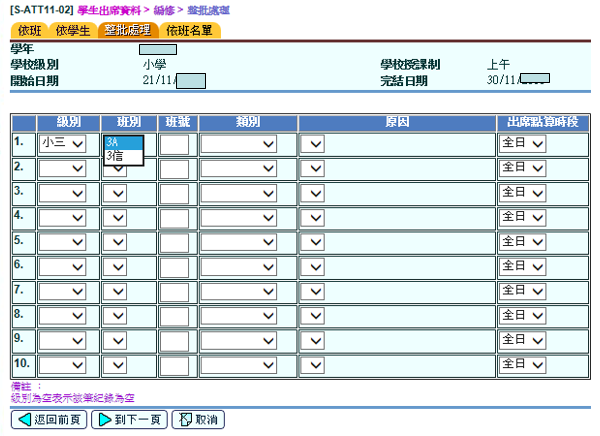 [S-ATT11-02] 學生出席資料 > 編修 > 整批處理
依班 依學生 整批處理 依班名單
學年
學校級別 小學 學校授課制 上午
開始日期 21/11/ 完結日期 30/11/
級別 班別 班號 類別 原因 出席點算時段
1. 小三 3A 全日
3信
2. 全日
3. 全日
4. 全日
5. 全日
6. 全日
7. 全日
8. 全日
9. 全日
10. 全日
備註 :
級別為空表示該筆紀錄為空
返回前頁 到下一頁 取消